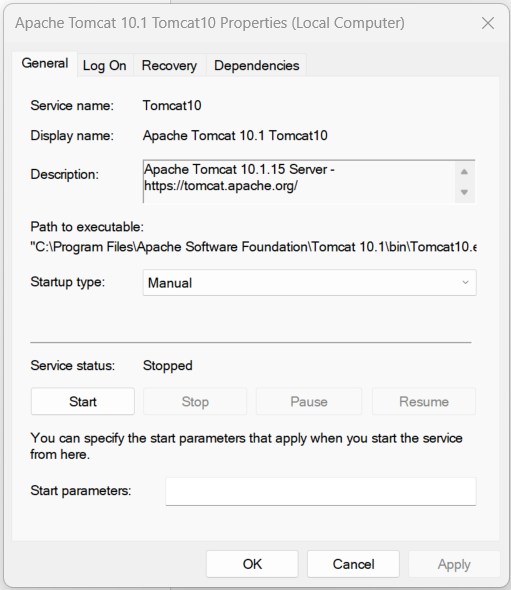 Apache Tomcat 10.1 Tomcat10 Properties (Local Computer)
General Log On Recovery Dependencies
Service name: Tomcat10
Display name: Apache Tomcat 10.1 Tomcat10
Description: Apache Tomcat 10.1.15 Server -
https://tomcat.apache.org/
Path to executable:
"C:\Program Files\Apache Software Foundation\Tomcat 10.1\bin\Tomcat10.e
Startup type: Manual
Service status: Stopped
Start Stop Pause Resume
You can specify the start parameters that apply when you start the service
from here.
Start parameters:
OK Cancel Apply